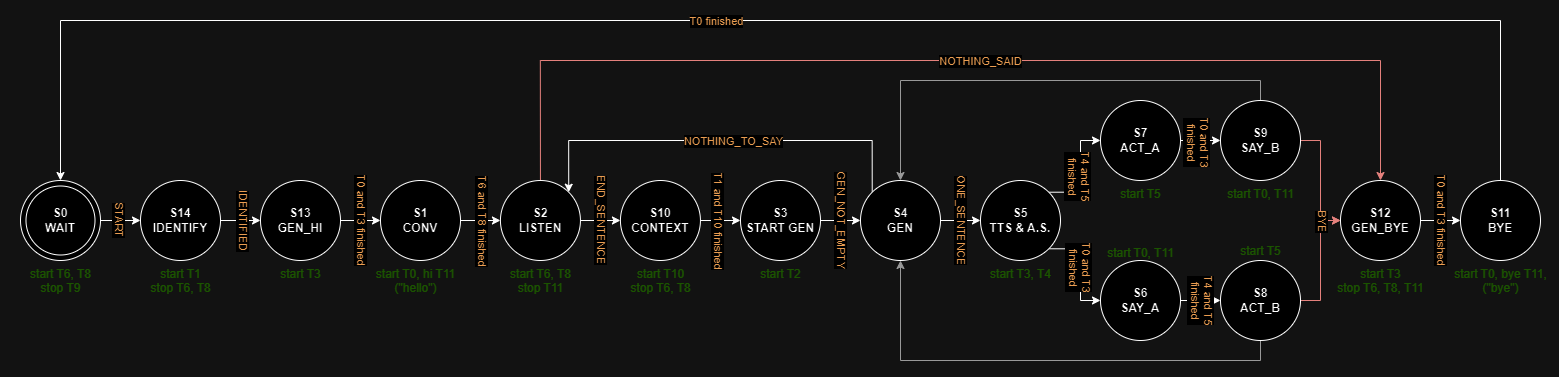 T0 finished
NOTHING_SAID
NOTHING_TO_SAY
S0
WAIT
start T6, T8
stop T9
START
S14
IDENTIFY
start T1
stop T6, T8
IDENTIFIED
S13
GEN_HI
start T3
T0 and T3 finished
S1
CONV
start T0, hi T11
("hello")
T6 and T8 finished
S2
LISTEN
start T6, T8
stop T11
END_SENTENCE
S10
CONTEXT
start T10
stop T6, T8
T1 and T10 finished
S3
START GEN
start T2
GEN_NOT_EMPTY
S4
GEN
ONE_SENTENCE
S5
TTS & A.S.
start T3, T4
T4 and T5
finished
S7
ACT_A
start T5
T0 and T3
finished
S9
SAY_B
start T0, T11
T0 and T3
finished
start T0, T11
S6
SAY_A
T4 and T5
finished
start T5
S8
ACT_B
BYE
S12
GEN_BYE
start T3
stop T6, T8, T11
T0 and T3 finished
S11
BYE
start T0, bye T11,
("bye")